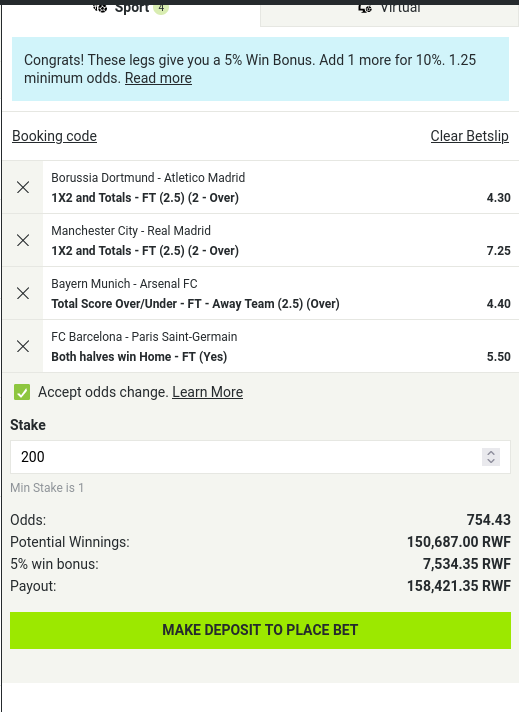 Sport 4
Virtual
Congrats! These legs give you a 5% Win Bonus. Add 1 more for 10%. 1.25
minimum odds. Read more
Booking code
Clear Betslip
Borussia Dortmund - Atletico Madrid
1X2 and Totals - FT (2.5) (2 - Over)
4.30
Manchester City - Real Madrid
1X2 and Totals - FT (2.5) (2 - Over)
7.25
Bayern Munich - Arsenal FC
Total Score Over/Under - FT - Away Team (2.5) (Over)
4.40
FC Barcelona - Paris Saint-Germain
Both halves win Home - FT (Yes)
5.50
Accept odds change. Learn More
Stake
200
Min Stake is 1
Odds: 754.43
Potential Winnings: 150,687.00 RWF
5% win bonus: 7,534.35 RWF
Payout: 158,421.35 RWF
MAKE DEPOSIT TO PLACE BET